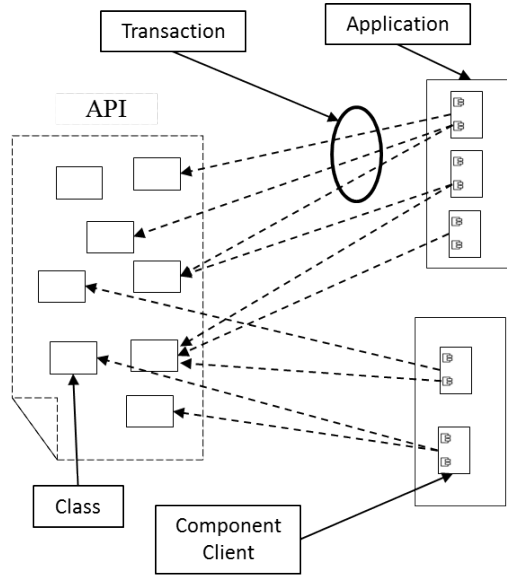 Transaction
Application
API
Class
Component
Client